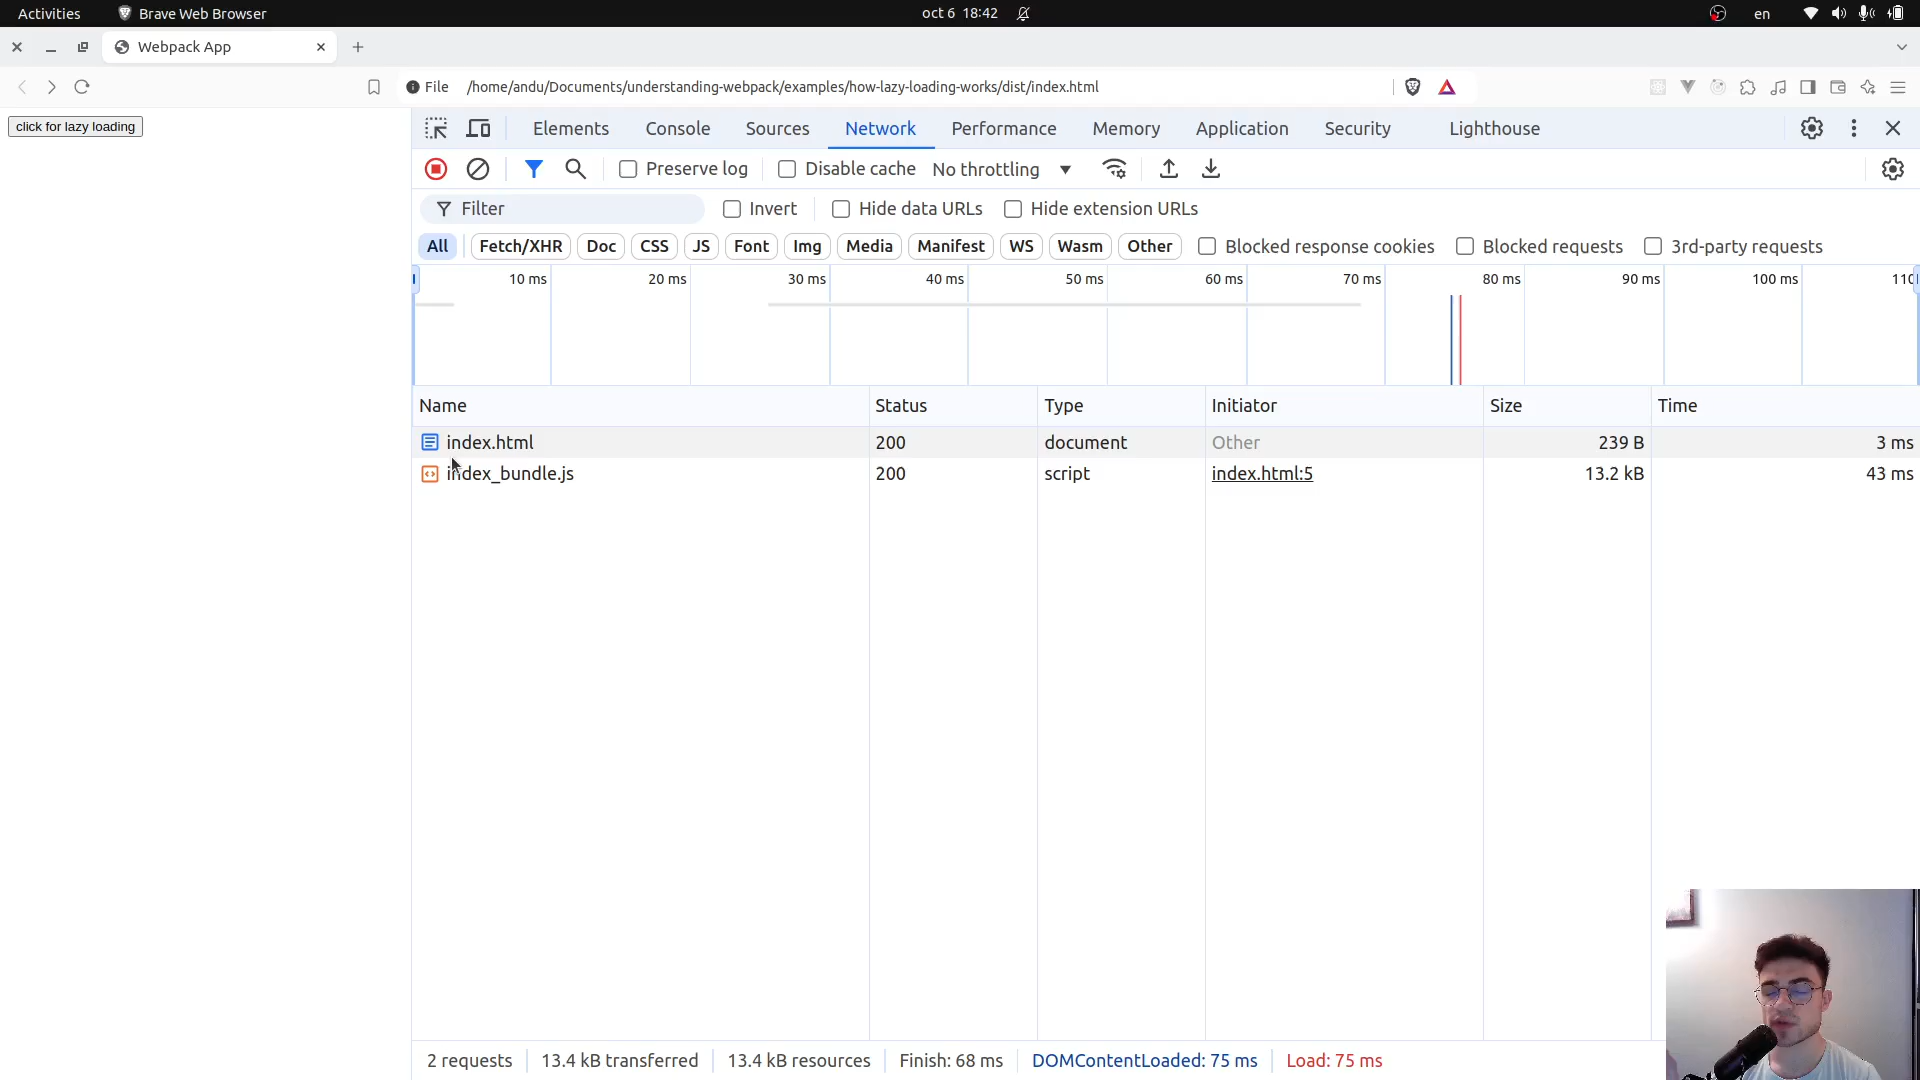 Activities Brave Web Browser oct 6 18:42 en
Webpack App
File /home/andu/Documents/understanding-webpack/examples/how-lazy-loading-works/dist/index.html
click for lazy loading
Elements Console Sources Network Performance Memory Application Security Lighthouse
Preserve log Disable cache No throttling
Filter Invert Hide data URLs Hide extension URLs
All Fetch/XHR Doc CSS JS Font Img Media Manifest WS Wasm Other Blocked response cookies Blocked requests 3rd-party requests
10 ms 20 ms 30 ms 40 ms 50 ms 60 ms 70 ms 80 ms 90 ms 100 ms 110
Name Status Type Initiator Size Time
index.html 200 document Other 239 B 3 ms
index_bundle.js 200 script index.html:5 13.2 kB 43 ms
2 requests 13.4 kB transferred 13.4 kB resources Finish: 68 ms DOMContentLoaded: 75 ms Load: 75 ms